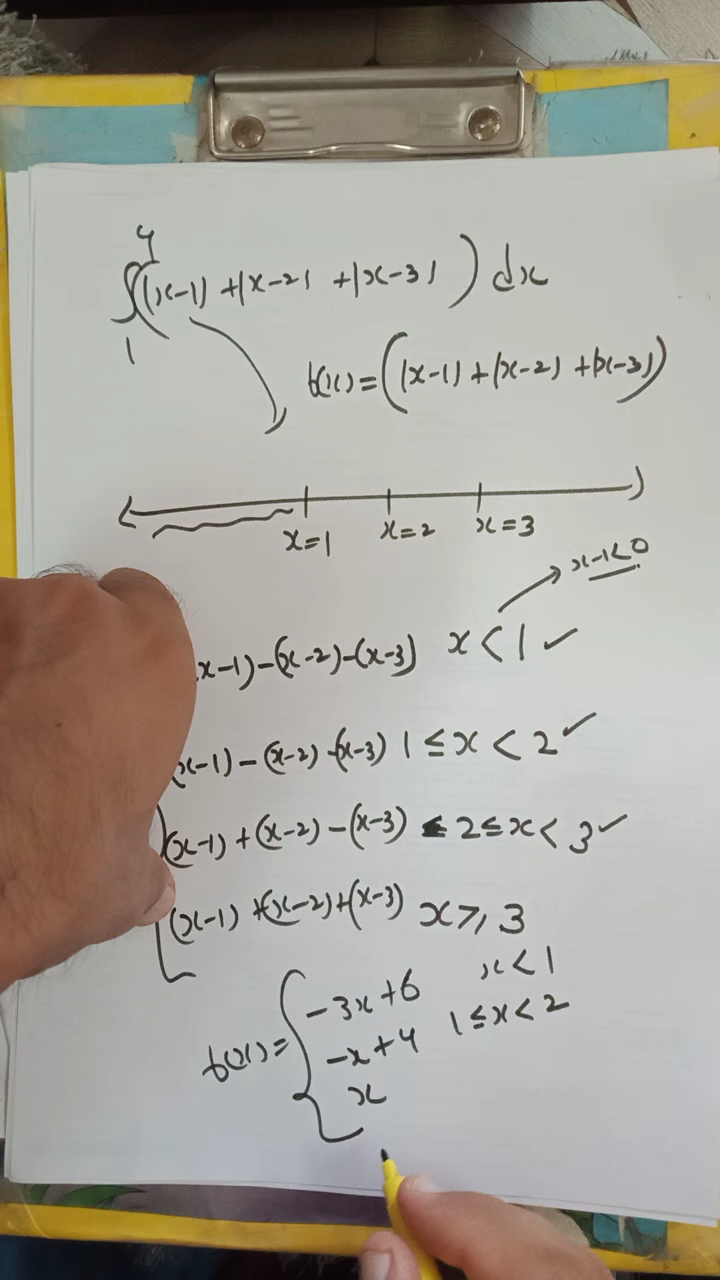 4
∫(|x-1| + |x-2| + |x-3|) dx
1
f(x) = (|x-1| + |x-2| + |x-3|)
x=1 x=2 x=3
x-1<0
x-1)-(x-2)-(x-3) x < 1 ✓
(x-1) - (x-2) -(x-3) 1 ≤ x < 2 ✓
(x-1) + (x-2) - (x-3) 2 ≤ x < 3 ✓
(x-1) +(x-2)+(x-3) x ≥ 3
-3x+6 x < 1
f(x) = -x+4 1 ≤ x < 2
x